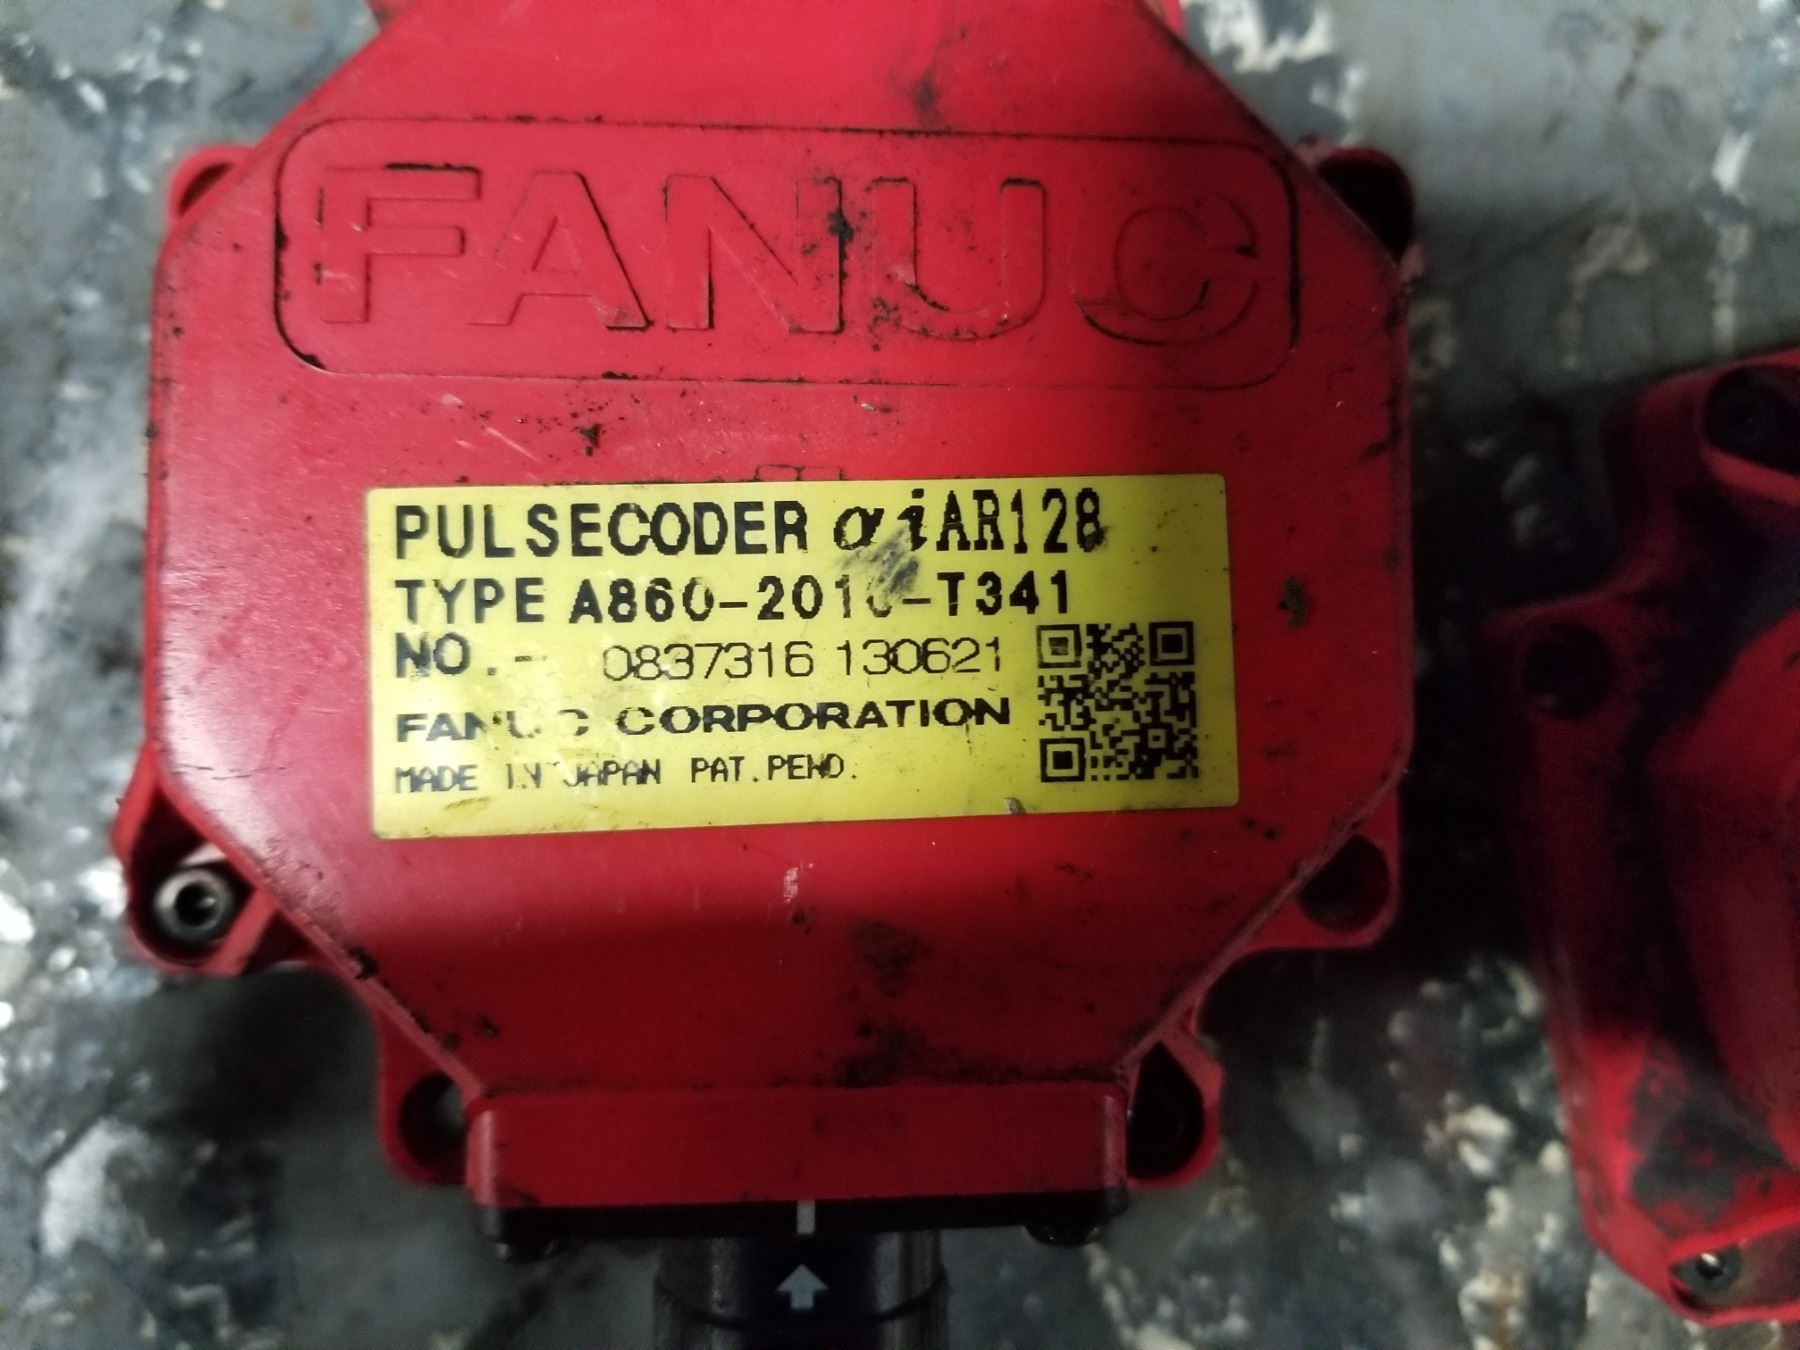 FANUC
PULSECODER αiAR128
TYPE A860-2010-T341
NO. - 0837316 130621
FANUC CORPORATION
MADE IN JAPAN PAT. PEND.